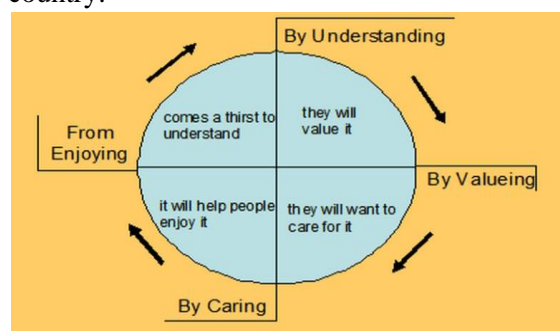 country.
By Understanding
comes a thirst to
understand
they will
value it
From
Enjoying
By Valueing
it will help people
enjoy it
they will want to
care for it
By Caring